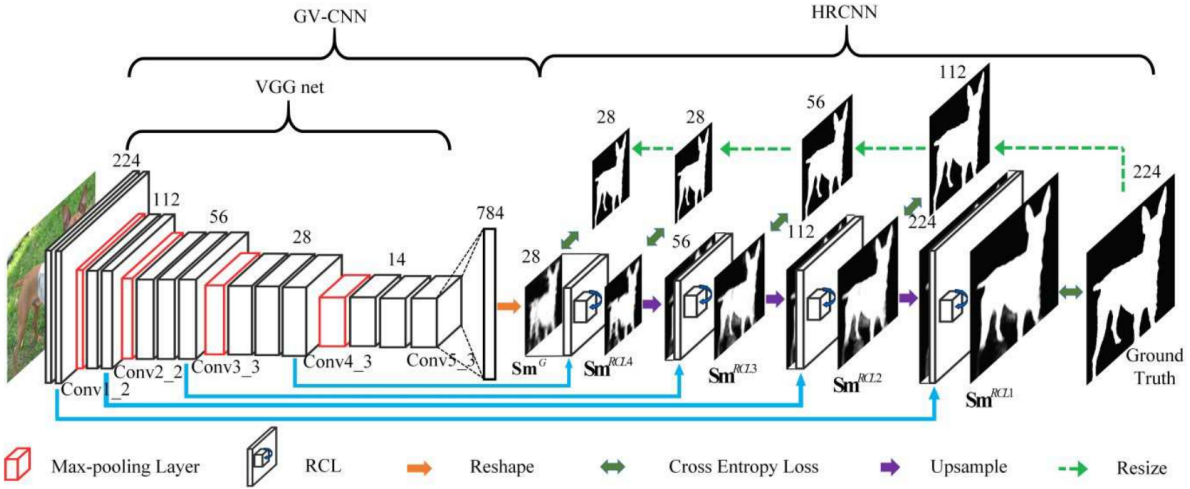 GV-CNN
HRCNN
VGG net
224
112
56
28
14
784
28
28
56
112
224
28
56
112
224
Conv1_2
Conv2_2
Conv3_3
Conv4_3
Conv5_3
Sm^G
Sm^RCL4
Sm^RCL3
Sm^RCL2
Sm^RCL1
Ground
Truth
Max-pooling Layer
RCL
Reshape
Cross Entropy Loss
Upsample
Resize